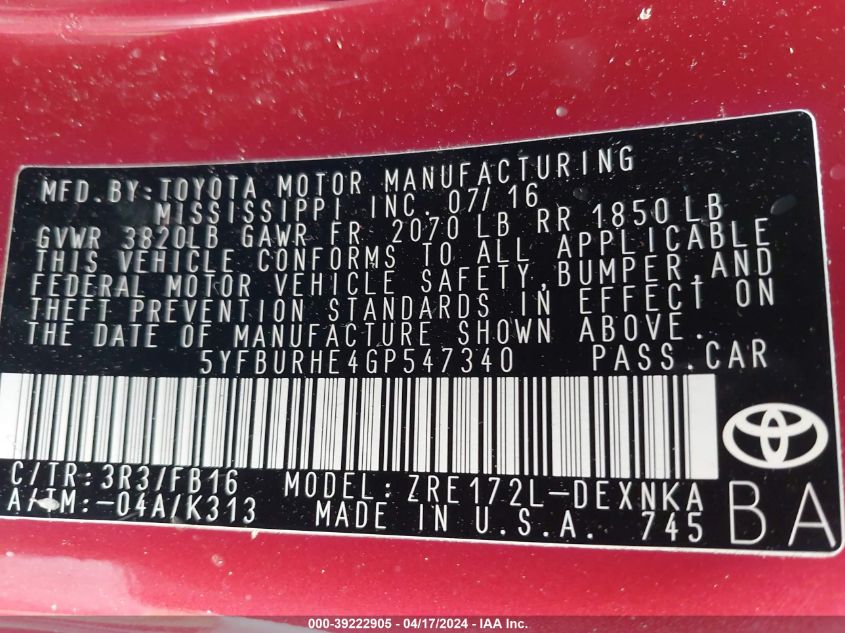 MFD.BY:TOYOTA MOTOR MANUFACTURING
MISSISSIPPI INC. 07/16
GVWR 3820LB GAWR FR 2070 LB RR 1850 LB
THIS VEHICLE CONFORMS TO ALL APPLICABLE
FEDERAL MOTOR VEHICLE SAFETY,BUMPER,AND
THEFT PREVENTION STANDARDS IN EFFECT ON
THE DATE OF MANUFACTURE SHOWN ABOVE.
5YFBURHE4GP547340 PASS.CAR
C/TR:3R3/FB16 MODEL:ZRE172L-DEXNKA
A/TM:-04A/K313 MADE IN U.S.A. 745
BA
000-39222905 - 04/17/2024 - IAA Inc.